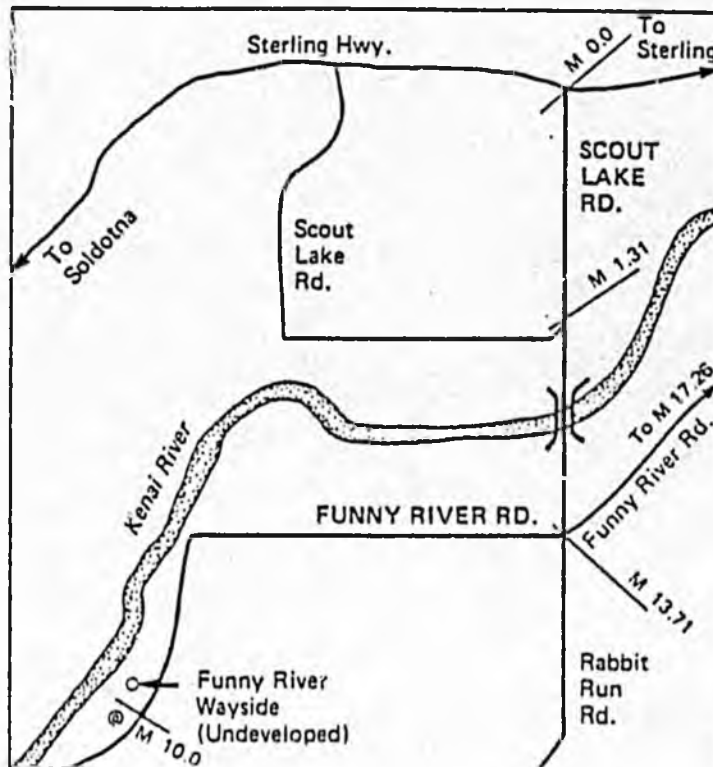 Sterling Hwy.
M 0.0
To
Sterling
SCOUT
LAKE
RD.
To
Soldotna
Scout
Lake
Rd.
M 1.31
Kenai River
To M 17.26
Funny River Rd.
FUNNY RIVER RD.
M 13.71
Funny River
Wayside
(Undeveloped)
M 10.0
Rabbit
Run
Rd.